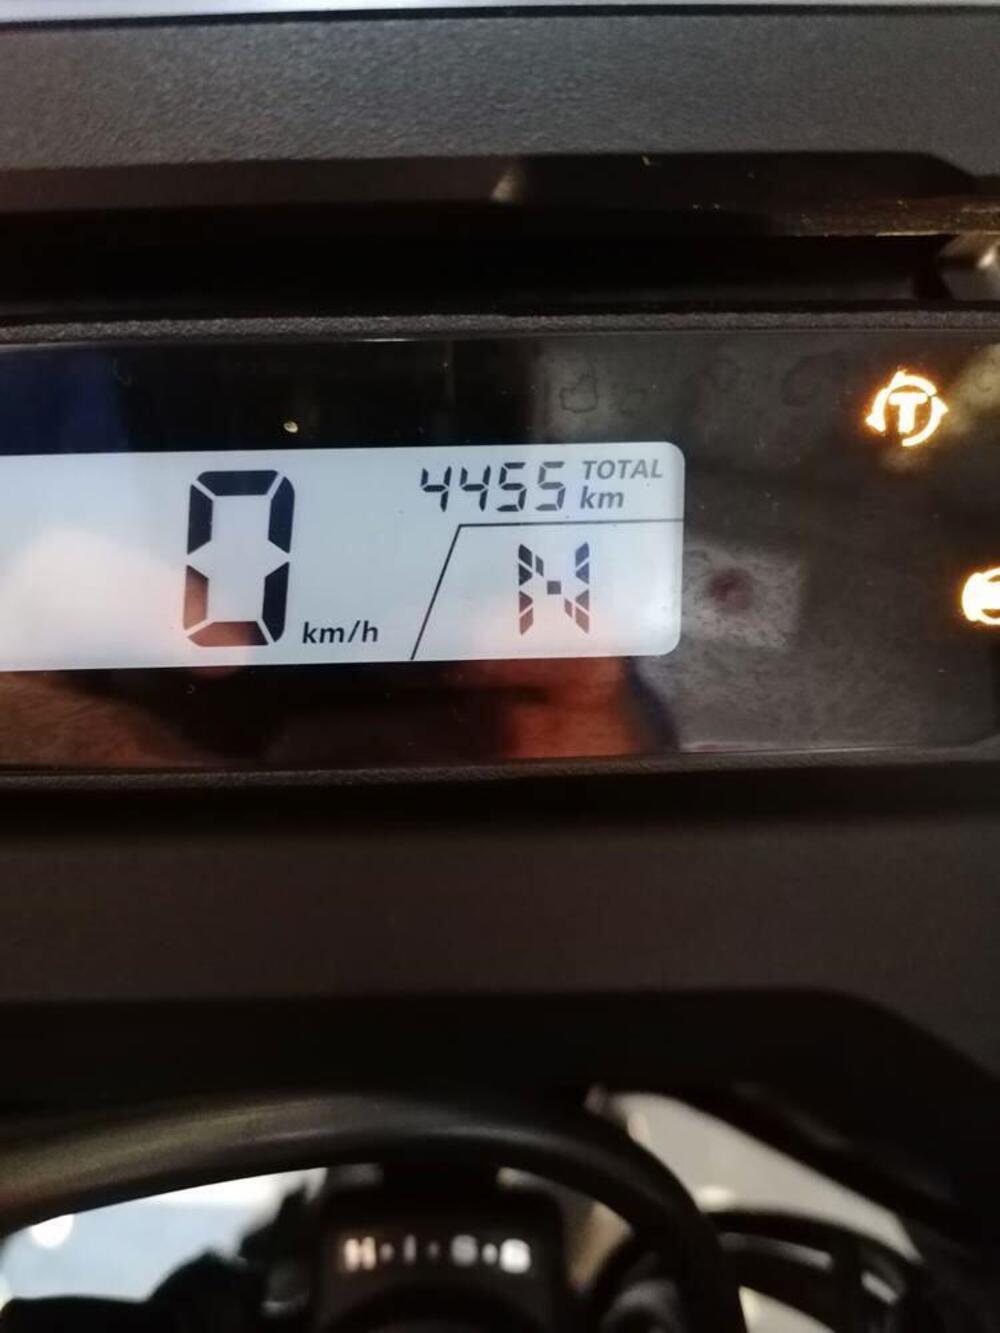 T
4455 TOTAL km
0 km/h
N
H·I·S·S